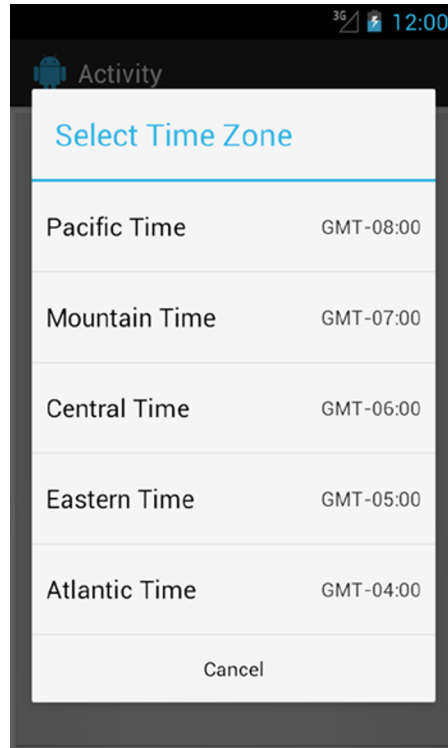 3G 12:00
Activity
Select Time Zone
Pacific Time GMT-08:00
Mountain Time GMT-07:00
Central Time GMT-06:00
Eastern Time GMT-05:00
Atlantic Time GMT-04:00
Cancel